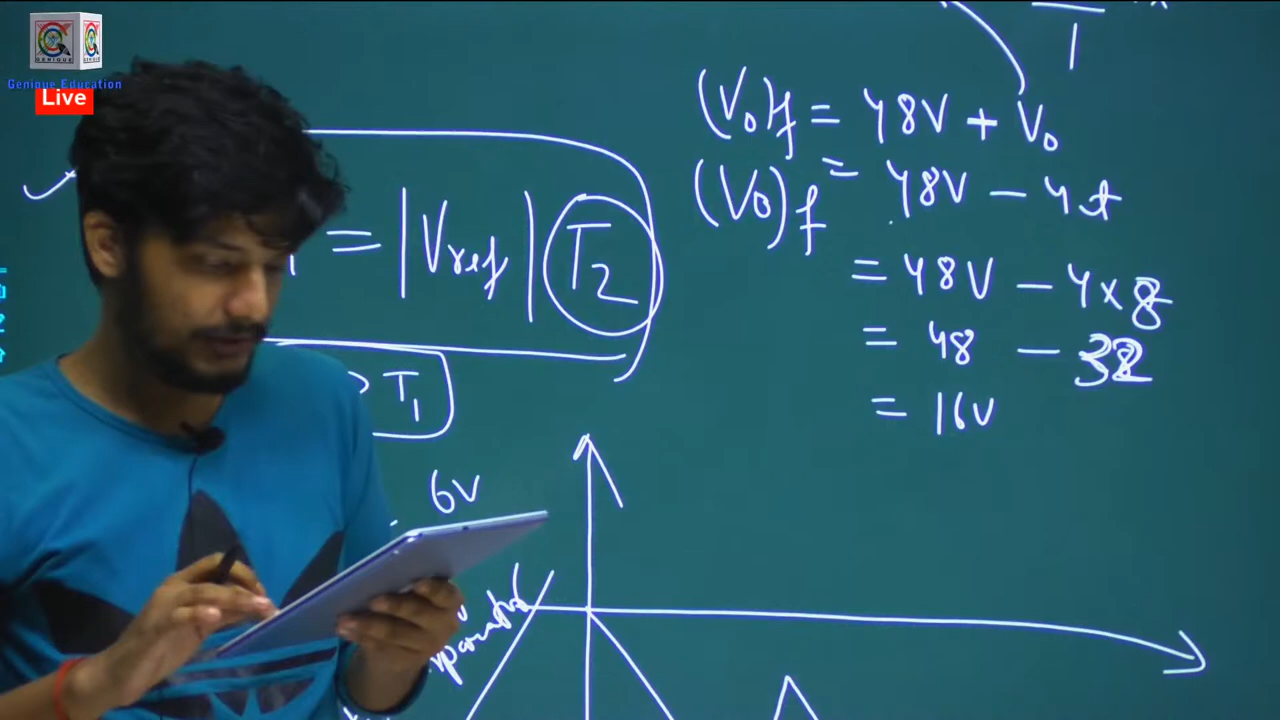 GENIQUE
Genique Education
Live
(V₀)f = 48V + V₀
(V₀)f = 48V - 4t
= 48V - 4×8
= 48 - 32
= 16V
= |Vref| T₂
> T₁
6V